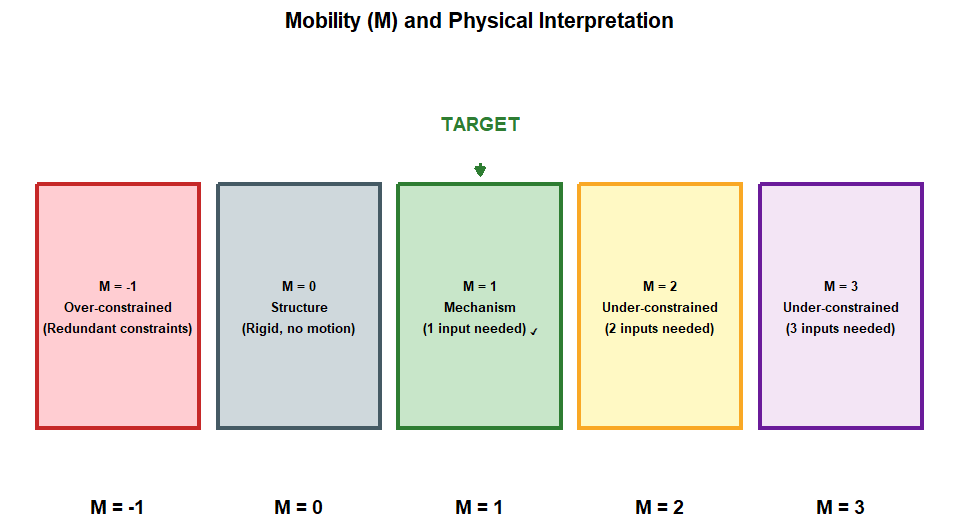 Mobility (M) and Physical Interpretation
TARGET
M = -1
Over-constrained
(Redundant constraints)
M = 0
Structure
(Rigid, no motion)
M = 1
Mechanism
(1 input needed) ✓
M = 2
Under-constrained
(2 inputs needed)
M = 3
Under-constrained
(3 inputs needed)
M = -1
M = 0
M = 1
M = 2
M = 3